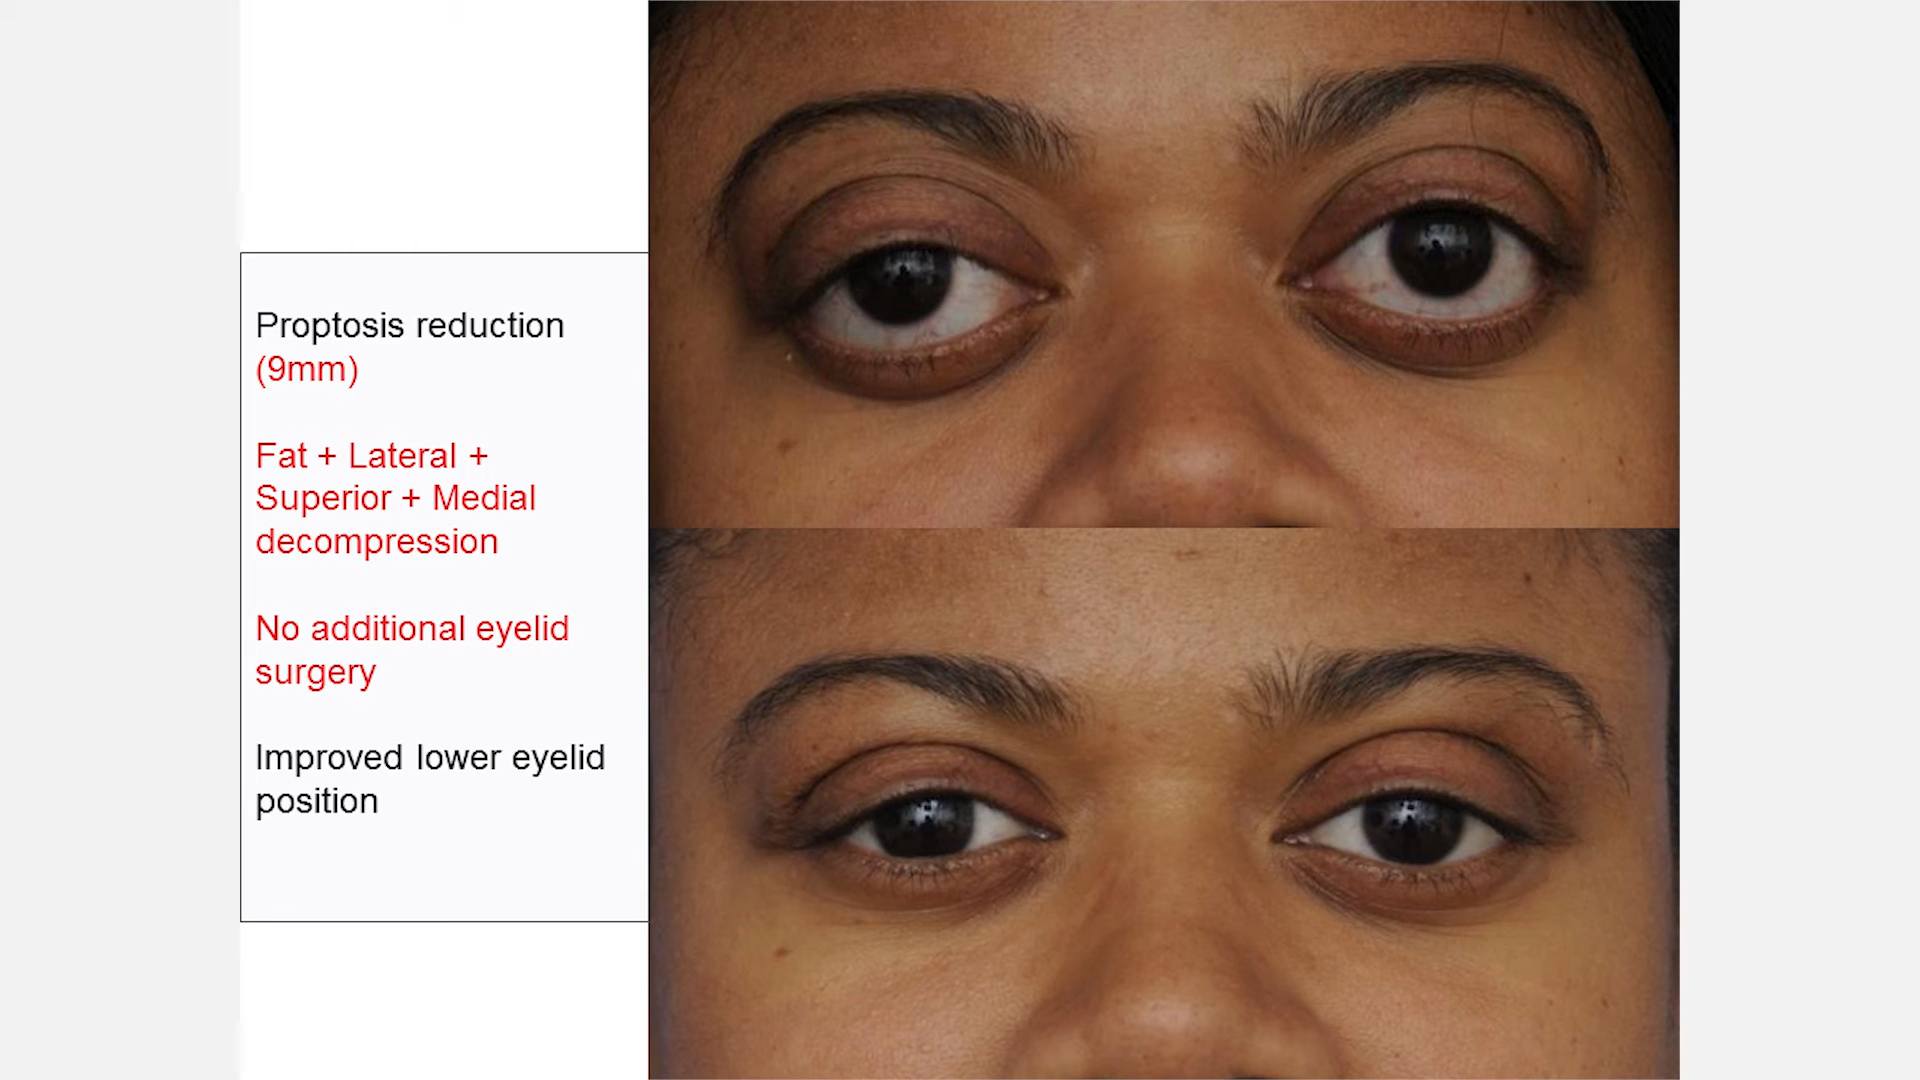 Proptosis reduction
(9mm)
Fat + Lateral +
Superior + Medial
decompression
No additional eyelid
surgery
Improved lower eyelid
position